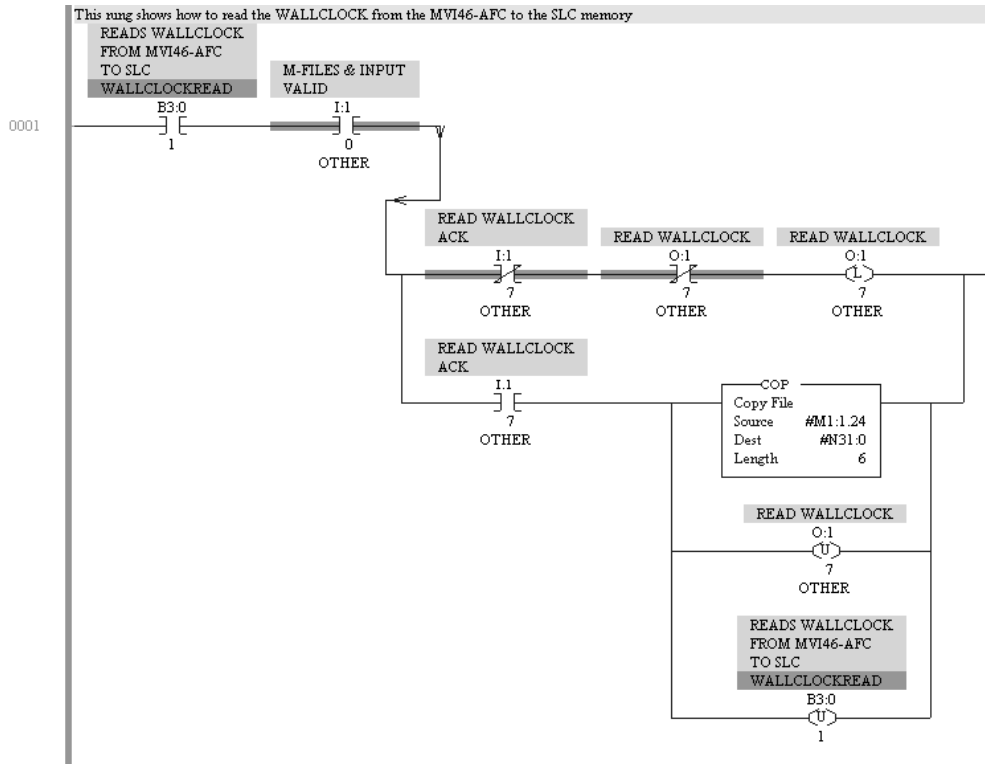 This rung shows how to read the WALLCLOCK from the MVI46-AFC to the SLC memory
READS WALLCLOCK
FROM MVI46-AFC
TO SLC
WALLCLOCKREAD
B3:0
1
M-FILES & INPUT
VALID
I:1
0
OTHER
0001
READ WALLCLOCK
ACK
I:1
7
OTHER
READ WALLCLOCK
O:1
7
OTHER
READ WALLCLOCK
O:1
L
7
OTHER
READ WALLCLOCK
ACK
I:1
7
OTHER
COP
Copy File
Source #M1:1.24
Dest #N31:0
Length 6
READ WALLCLOCK
O:1
U
7
OTHER
READS WALLCLOCK
FROM MVI46-AFC
TO SLC
WALLCLOCKREAD
B3:0
U
1